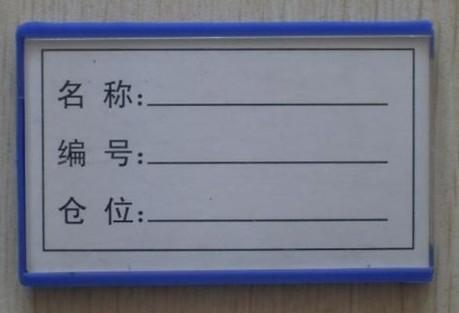 名 称:
编 号:
仓 位: